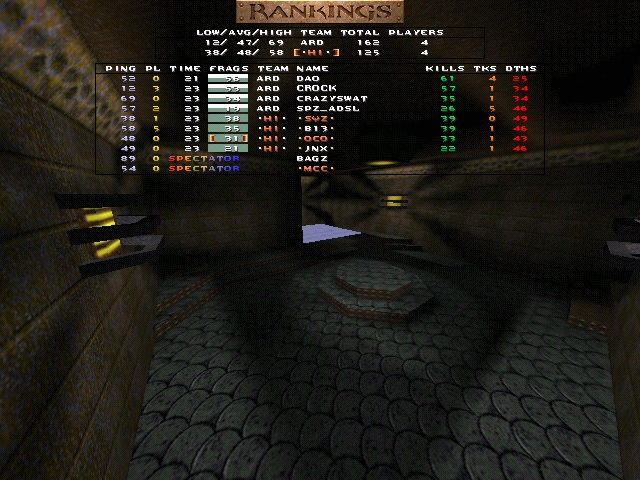 RANKINGS
LOW/AVG/HIGH TEAM TOTAL PLAYERS
12/ 47/ 69 ARD 162 4
38/ 48/ 58 [•HI•] 125 4
PING PL TIME FRAGS TEAM NAME KILLS TKS DTHS
52 0 21 56 ARD DAO 61 4 25
12 3 23 53 ARD CROCK 57 1 34
69 0 23 34 ARD CRAZYSWAT 35 1 34
57 2 23 19 ARD SPZ_ADSL 26 5 46
38 1 23 38 •HI• 39 0 49
58 5 23 35 •HI• •B13• 39 1 46
48 0 23 [ 31 ] •HI• •OCO• 33 1 43
49 0 23 21 •HI• •JNX• 22 1 46
89 0 SPECTATOR BAGZ
54 0 SPECTATOR •MCC•